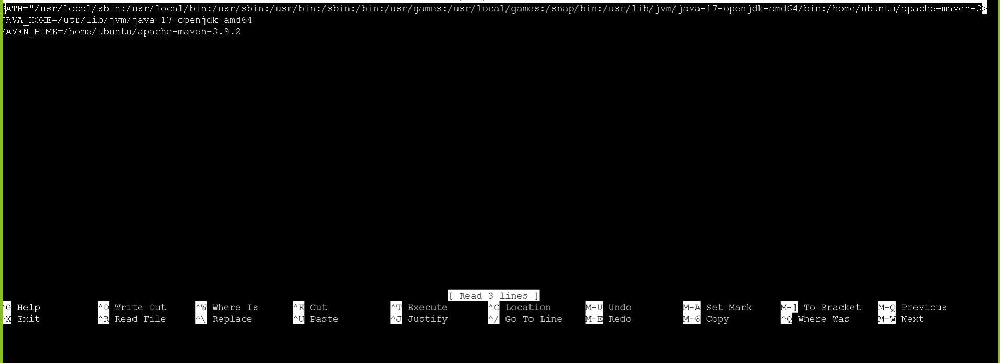 PATH="/usr/local/sbin:/usr/local/bin:/usr/sbin:/usr/bin:/sbin:/bin:/usr/games:/usr/local/games:/snap/bin:/usr/lib/jvm/java-17-openjdk-amd64/bin:/home/ubuntu/apache-maven-3>
JAVA_HOME=/usr/lib/jvm/java-17-openjdk-amd64
MAVEN_HOME=/home/ubuntu/apache-maven-3.9.2
[ Read 3 lines ]
^G Help ^O Write Out ^W Where Is ^K Cut ^T Execute ^C Location M-U Undo M-A Set Mark M-] To Bracket M-Q Previous
^X Exit ^R Read File ^\ Replace ^U Paste ^J Justify ^/ Go To Line M-E Redo M-6 Copy ^Q Where Was M-W Next